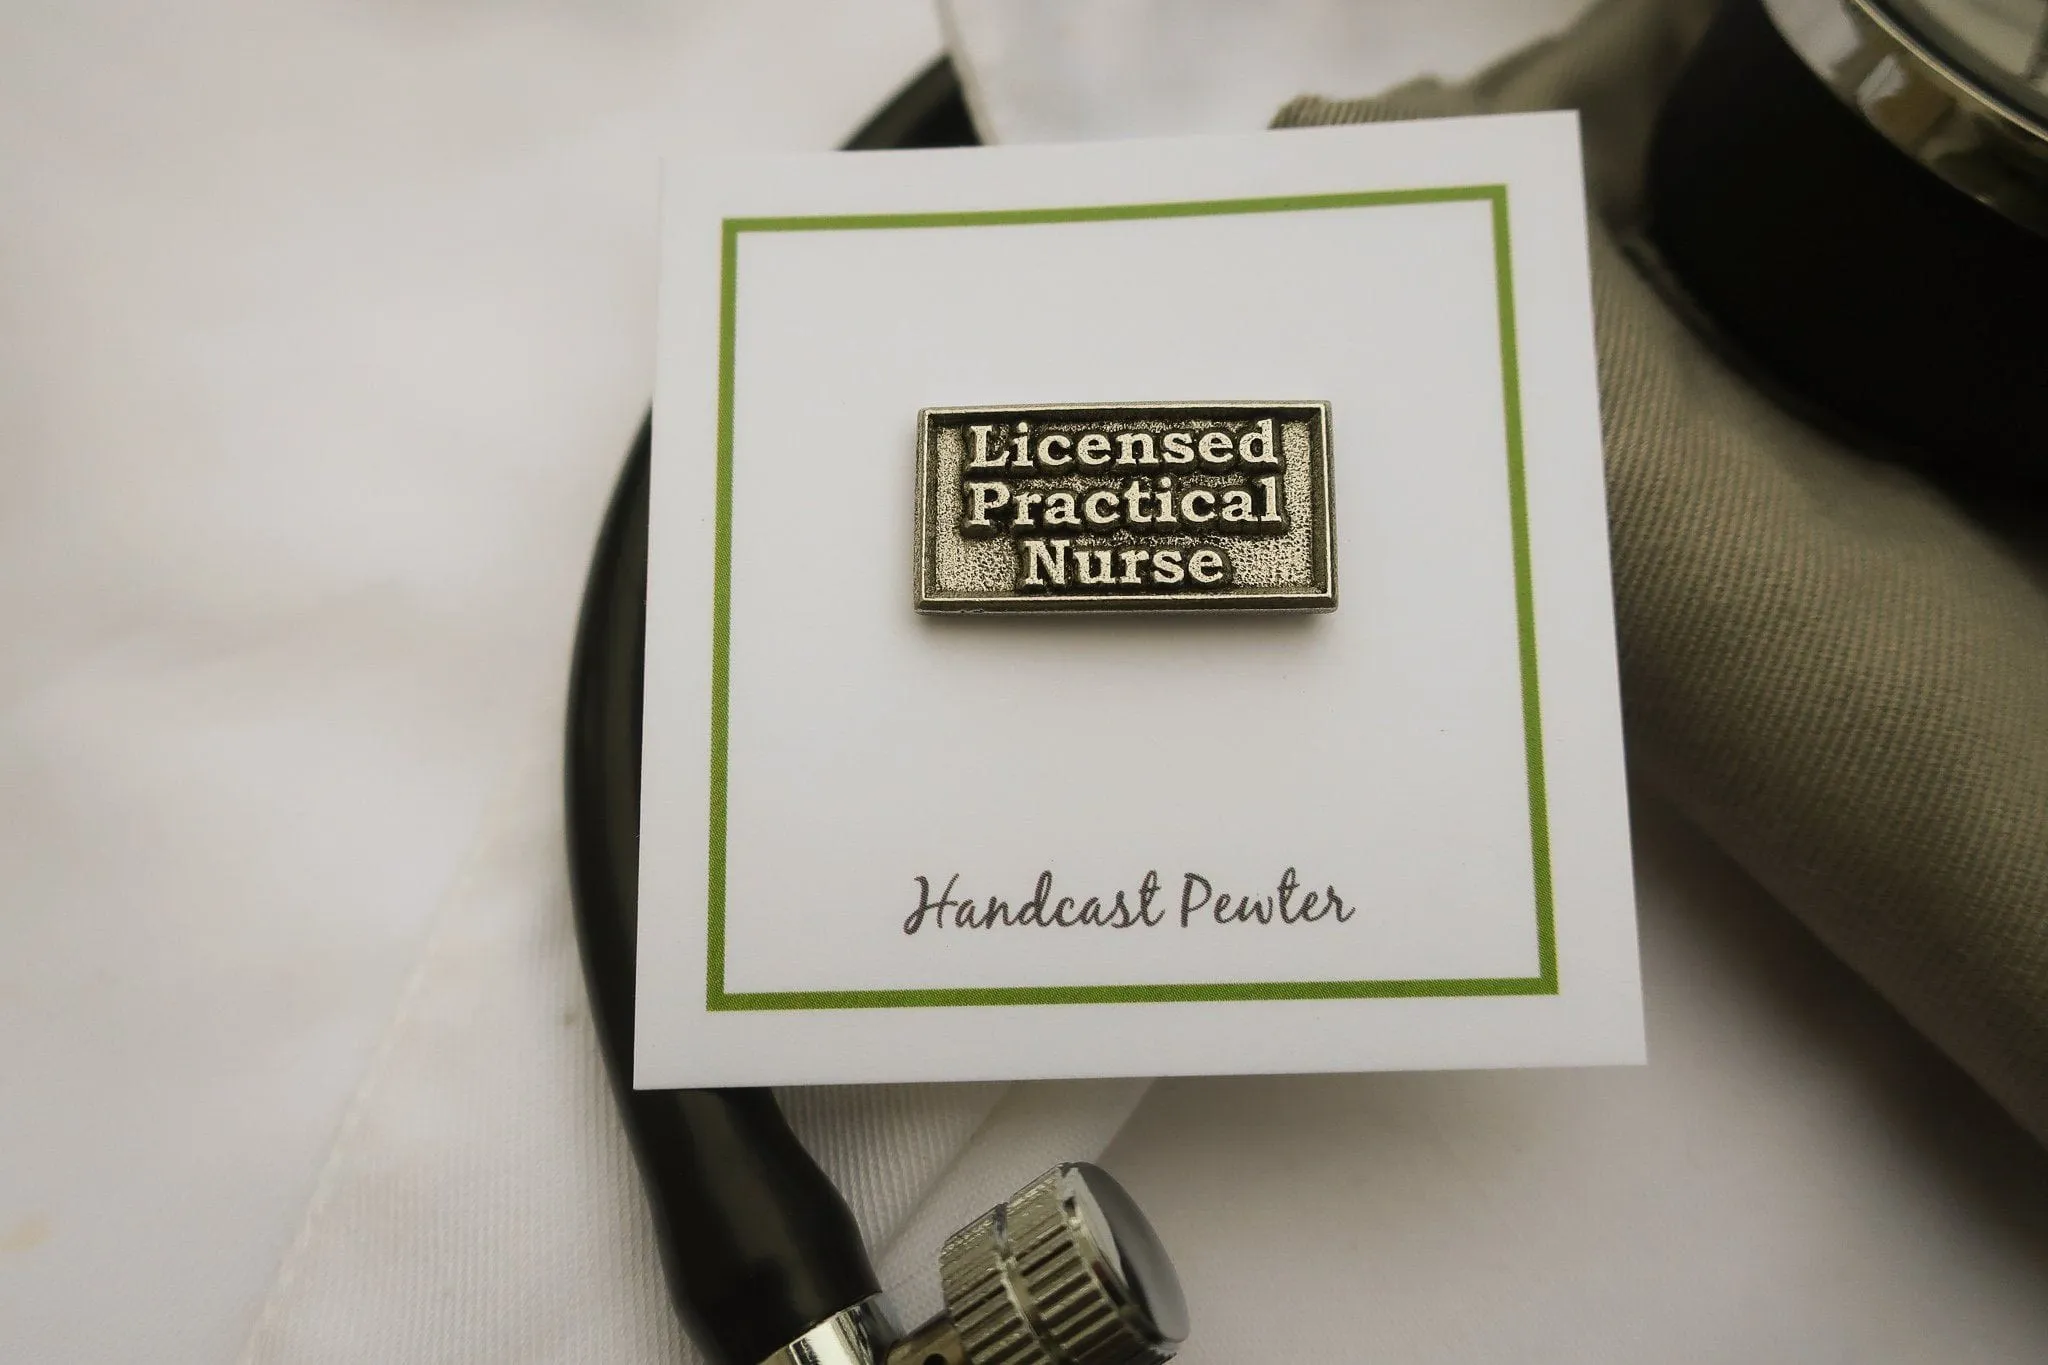 Licensed
Practical
Nurse
Handcast Pewter